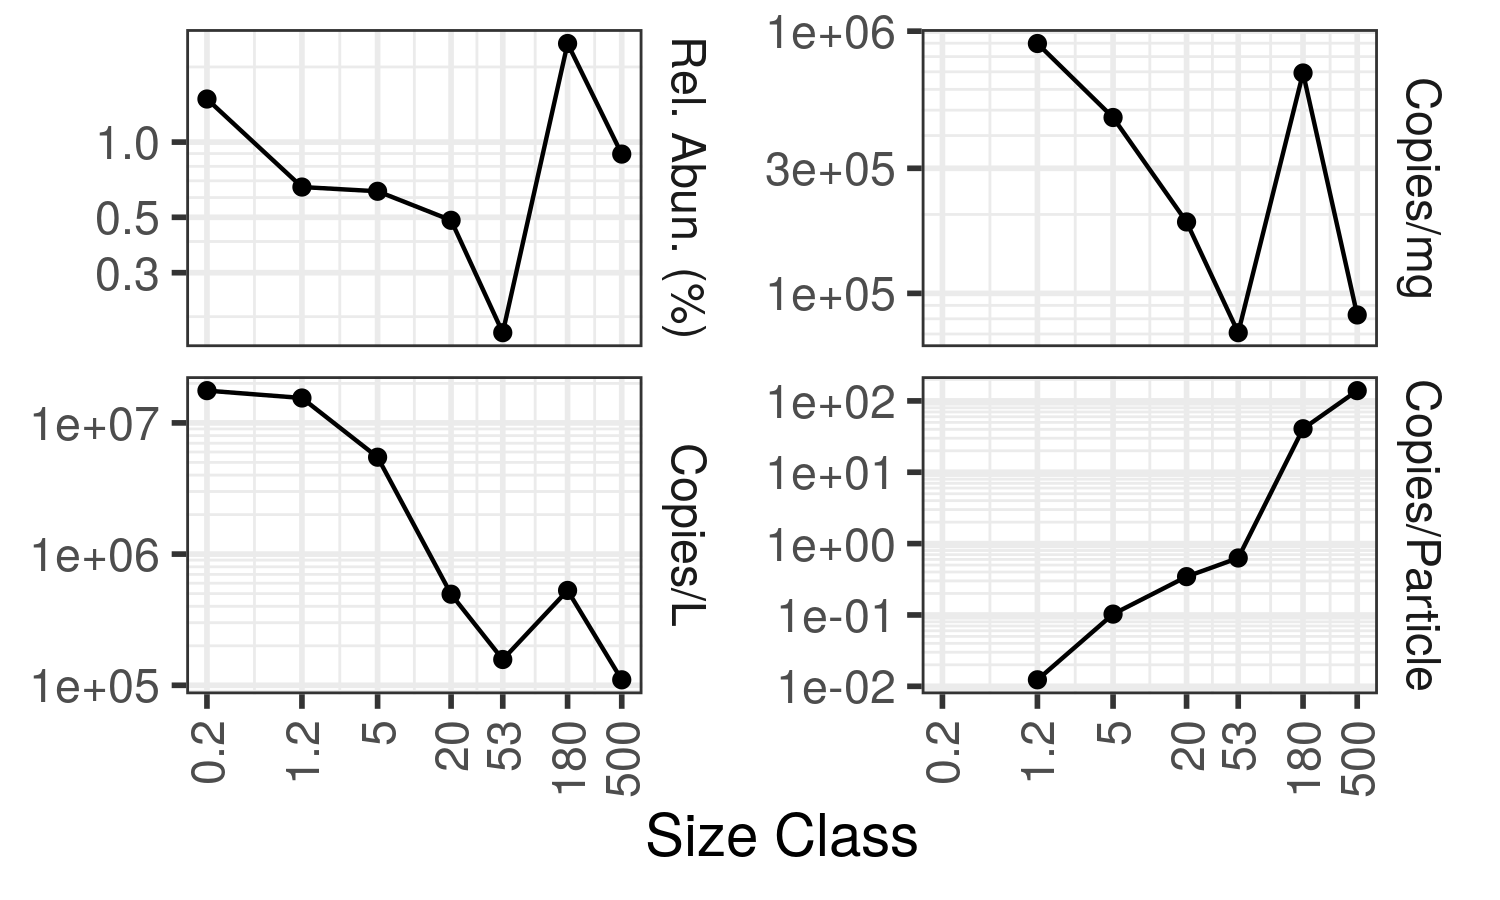 1.0
0.5
0.3
Rel. Abun. (%)
1e+06
3e+05
1e+05
Copies/mg
1e+07
1e+06
1e+05
Copies/L
1e+02
1e+01
1e+00
1e-01
1e-02
Copies/Particle
0.2 1.2 5 20 53 180 500
0.2 1.2 5 20 53 180 500
Size Class